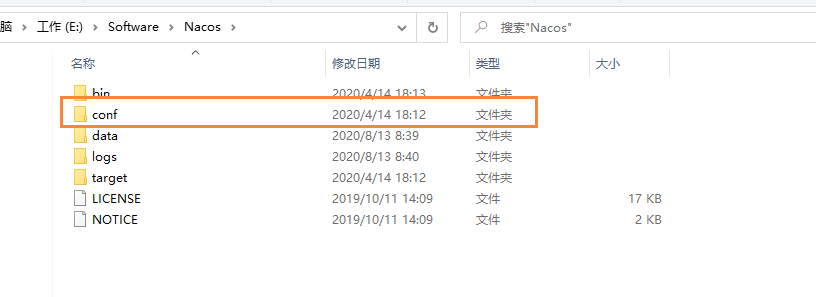 脑 › 工作 (E:) › Software › Nacos ›
搜索"Nacos"
名称 修改日期 类型 大小
bin 2020/4/14 18:13 文件夹
conf 2020/4/14 18:12 文件夹
data 2020/8/13 8:39 文件夹
logs 2020/8/13 8:40 文件夹
target 2020/4/14 18:12 文件夹
LICENSE 2019/10/11 14:09 文件 17 KB
NOTICE 2019/10/11 14:09 文件 2 KB